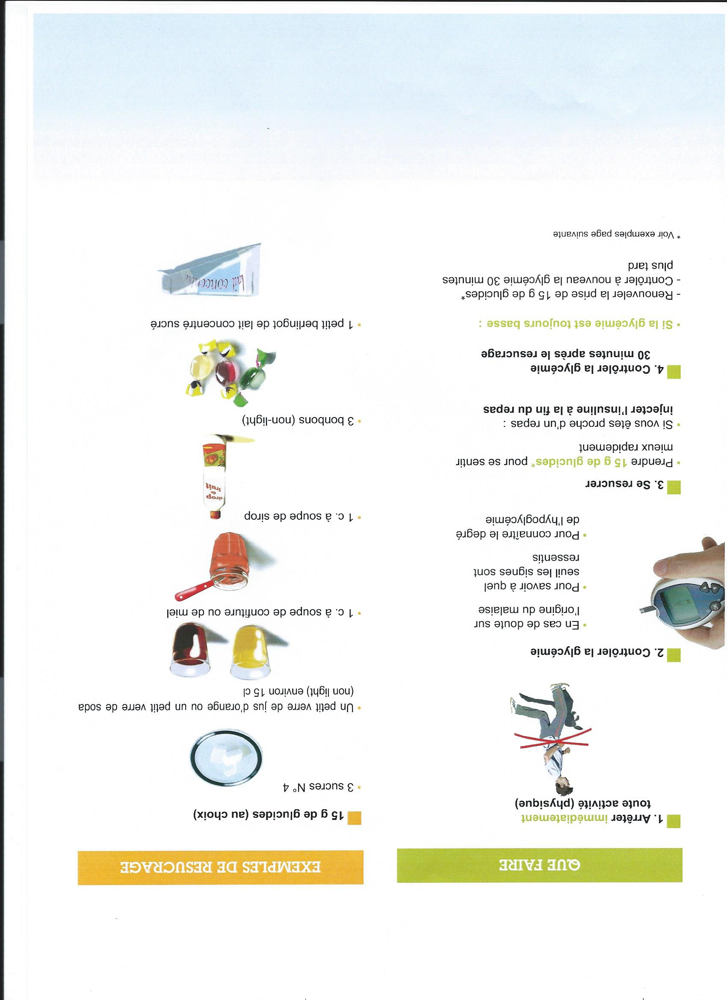 QUE FAIRE
1. Arrêter immédiatement
toute activité (physique)
2. Contrôler la glycémie
• En cas de doute sur
l'origine du malaise
• Pour savoir à quel
seuil les signes sont
ressentis
• Pour connaître le degré
de l'hypoglycémie
3. Se resucrer
• Prendre 15 g de glucides* pour se sentir
mieux rapidement
• Si vous êtes proche d'un repas :
injecter l'insuline à la fin du repas
4. Contrôler la glycémie
30 minutes après le resucrage
• Si la glycémie est toujours basse :
- Renouveler la prise de 15 g de glucides*
- Contrôler à nouveau la glycémie 30 minutes
plus tard
* Voir exemples page suivante
EXEMPLES DE RESUCRAGE
15 g de glucides (au choix)
• 3 sucres N° 4
• Un petit verre de jus d'orange ou un petit verre de soda
(non light) environ 15 cl
• 1 c. à soupe de confiture ou de miel
• 1 c. à soupe de sirop
sirop
de
fruit
• 3 bonbons (non-light)
• 1 petit berlingot de lait concentré sucré
lait concentré